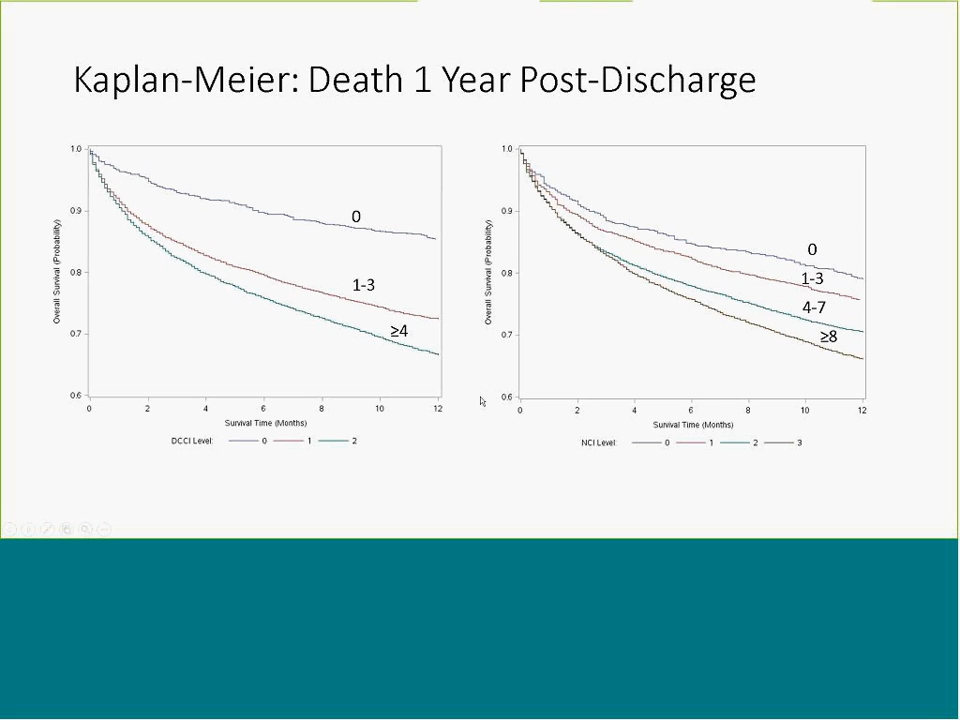 Kaplan-Meier: Death 1 Year Post-Discharge
1.0
0.9
0.8
0.7
0.6
Overall Survival (Probability)
0
1-3
≥4
0 2 4 6 8 10 12
Survival Time (Months)
DCCI Level: 0 1 2
1.0
0.9
0.8
0.7
0.6
Overall Survival (Probability)
0
1-3
4-7
≥8
0 2 4 6 8 10 12
Survival Time (Months)
NCI Level: 0 1 2 3